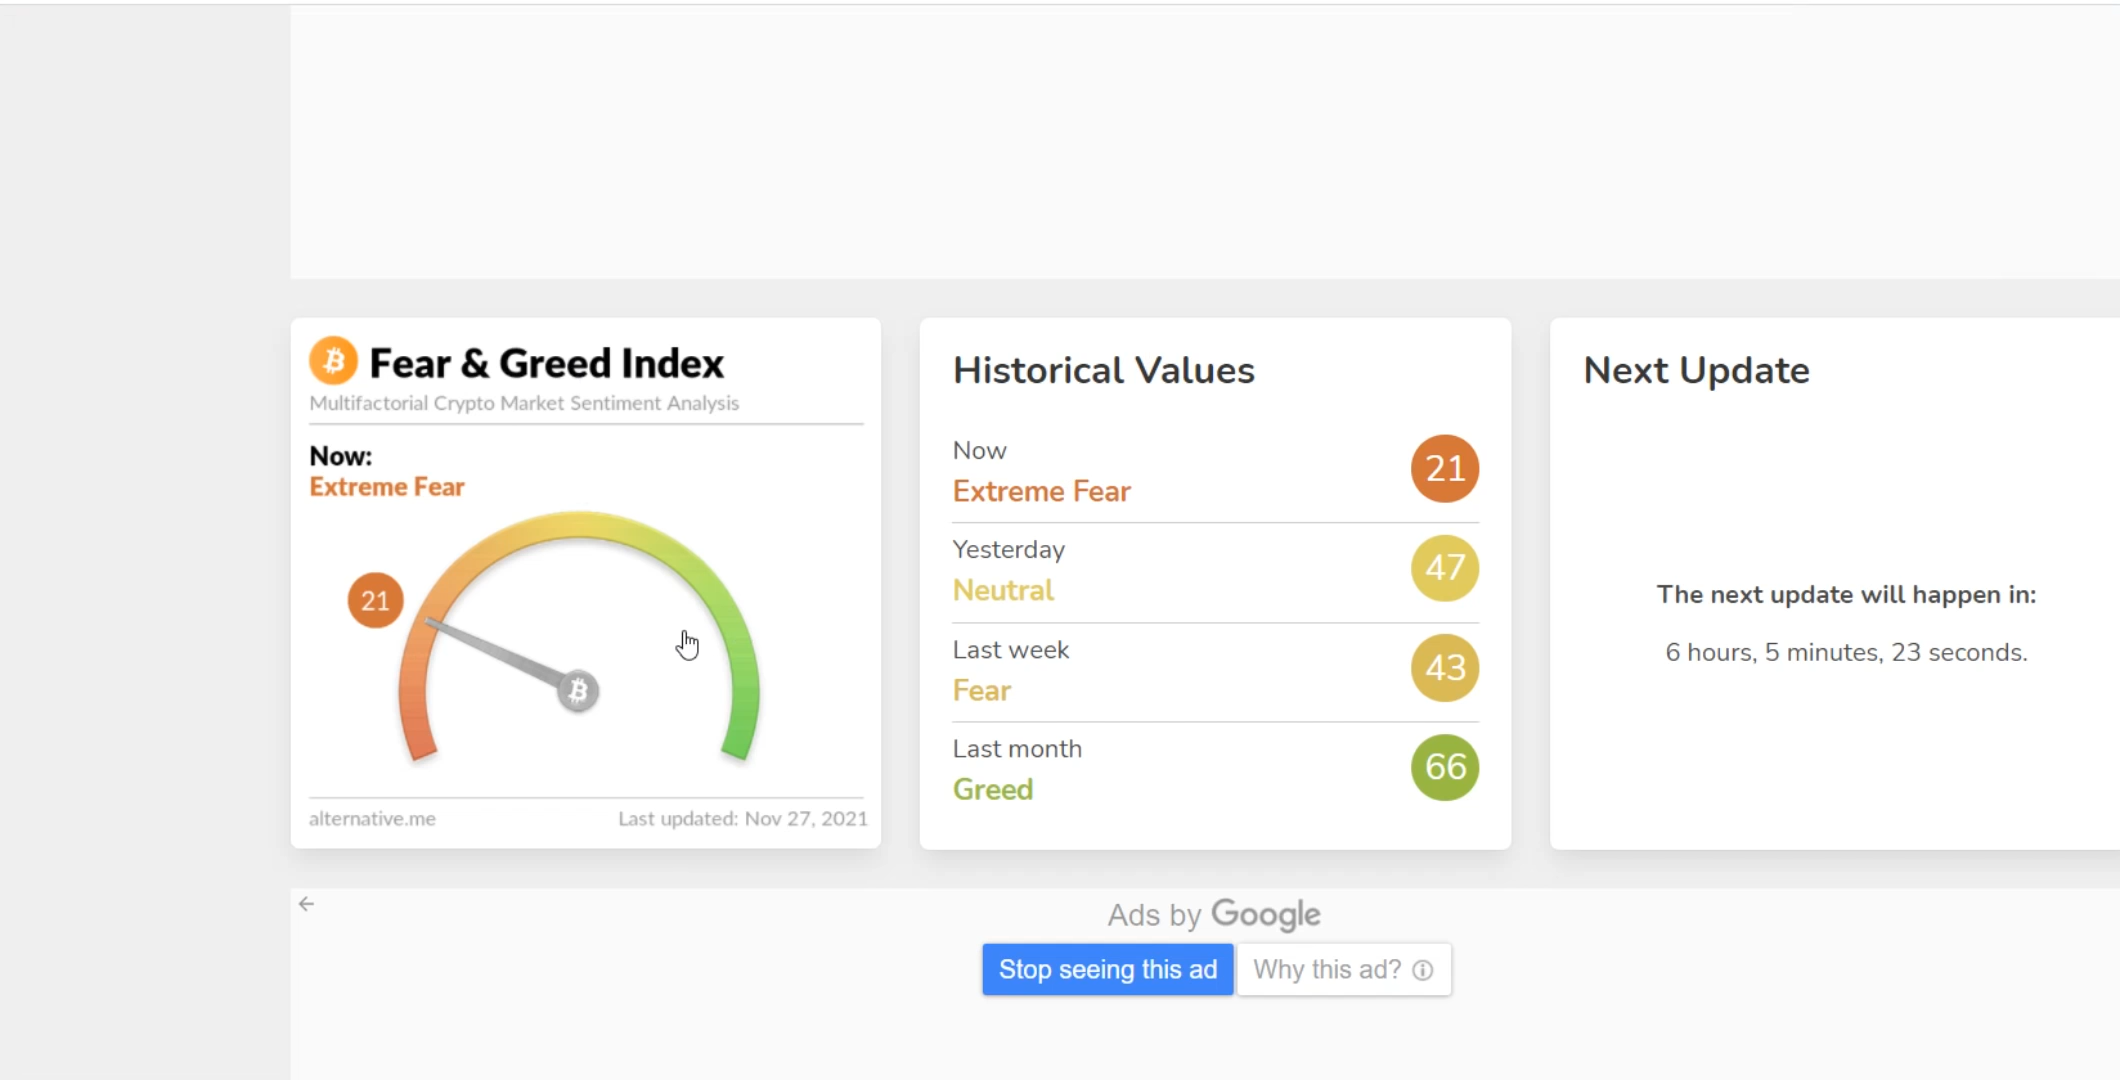 Fear & Greed Index
Multifactorial Crypto Market Sentiment Analysis
Now:
Extreme Fear
21
alternative.me
Last updated: Nov 27, 2021
Historical Values
Now
Extreme Fear
21
Yesterday
Neutral
47
Last week
Fear
43
Last month
Greed
66
Next Update
The next update will happen in:
6 hours, 5 minutes, 23 seconds.
Ads by Google
Stop seeing this ad
Why this ad?